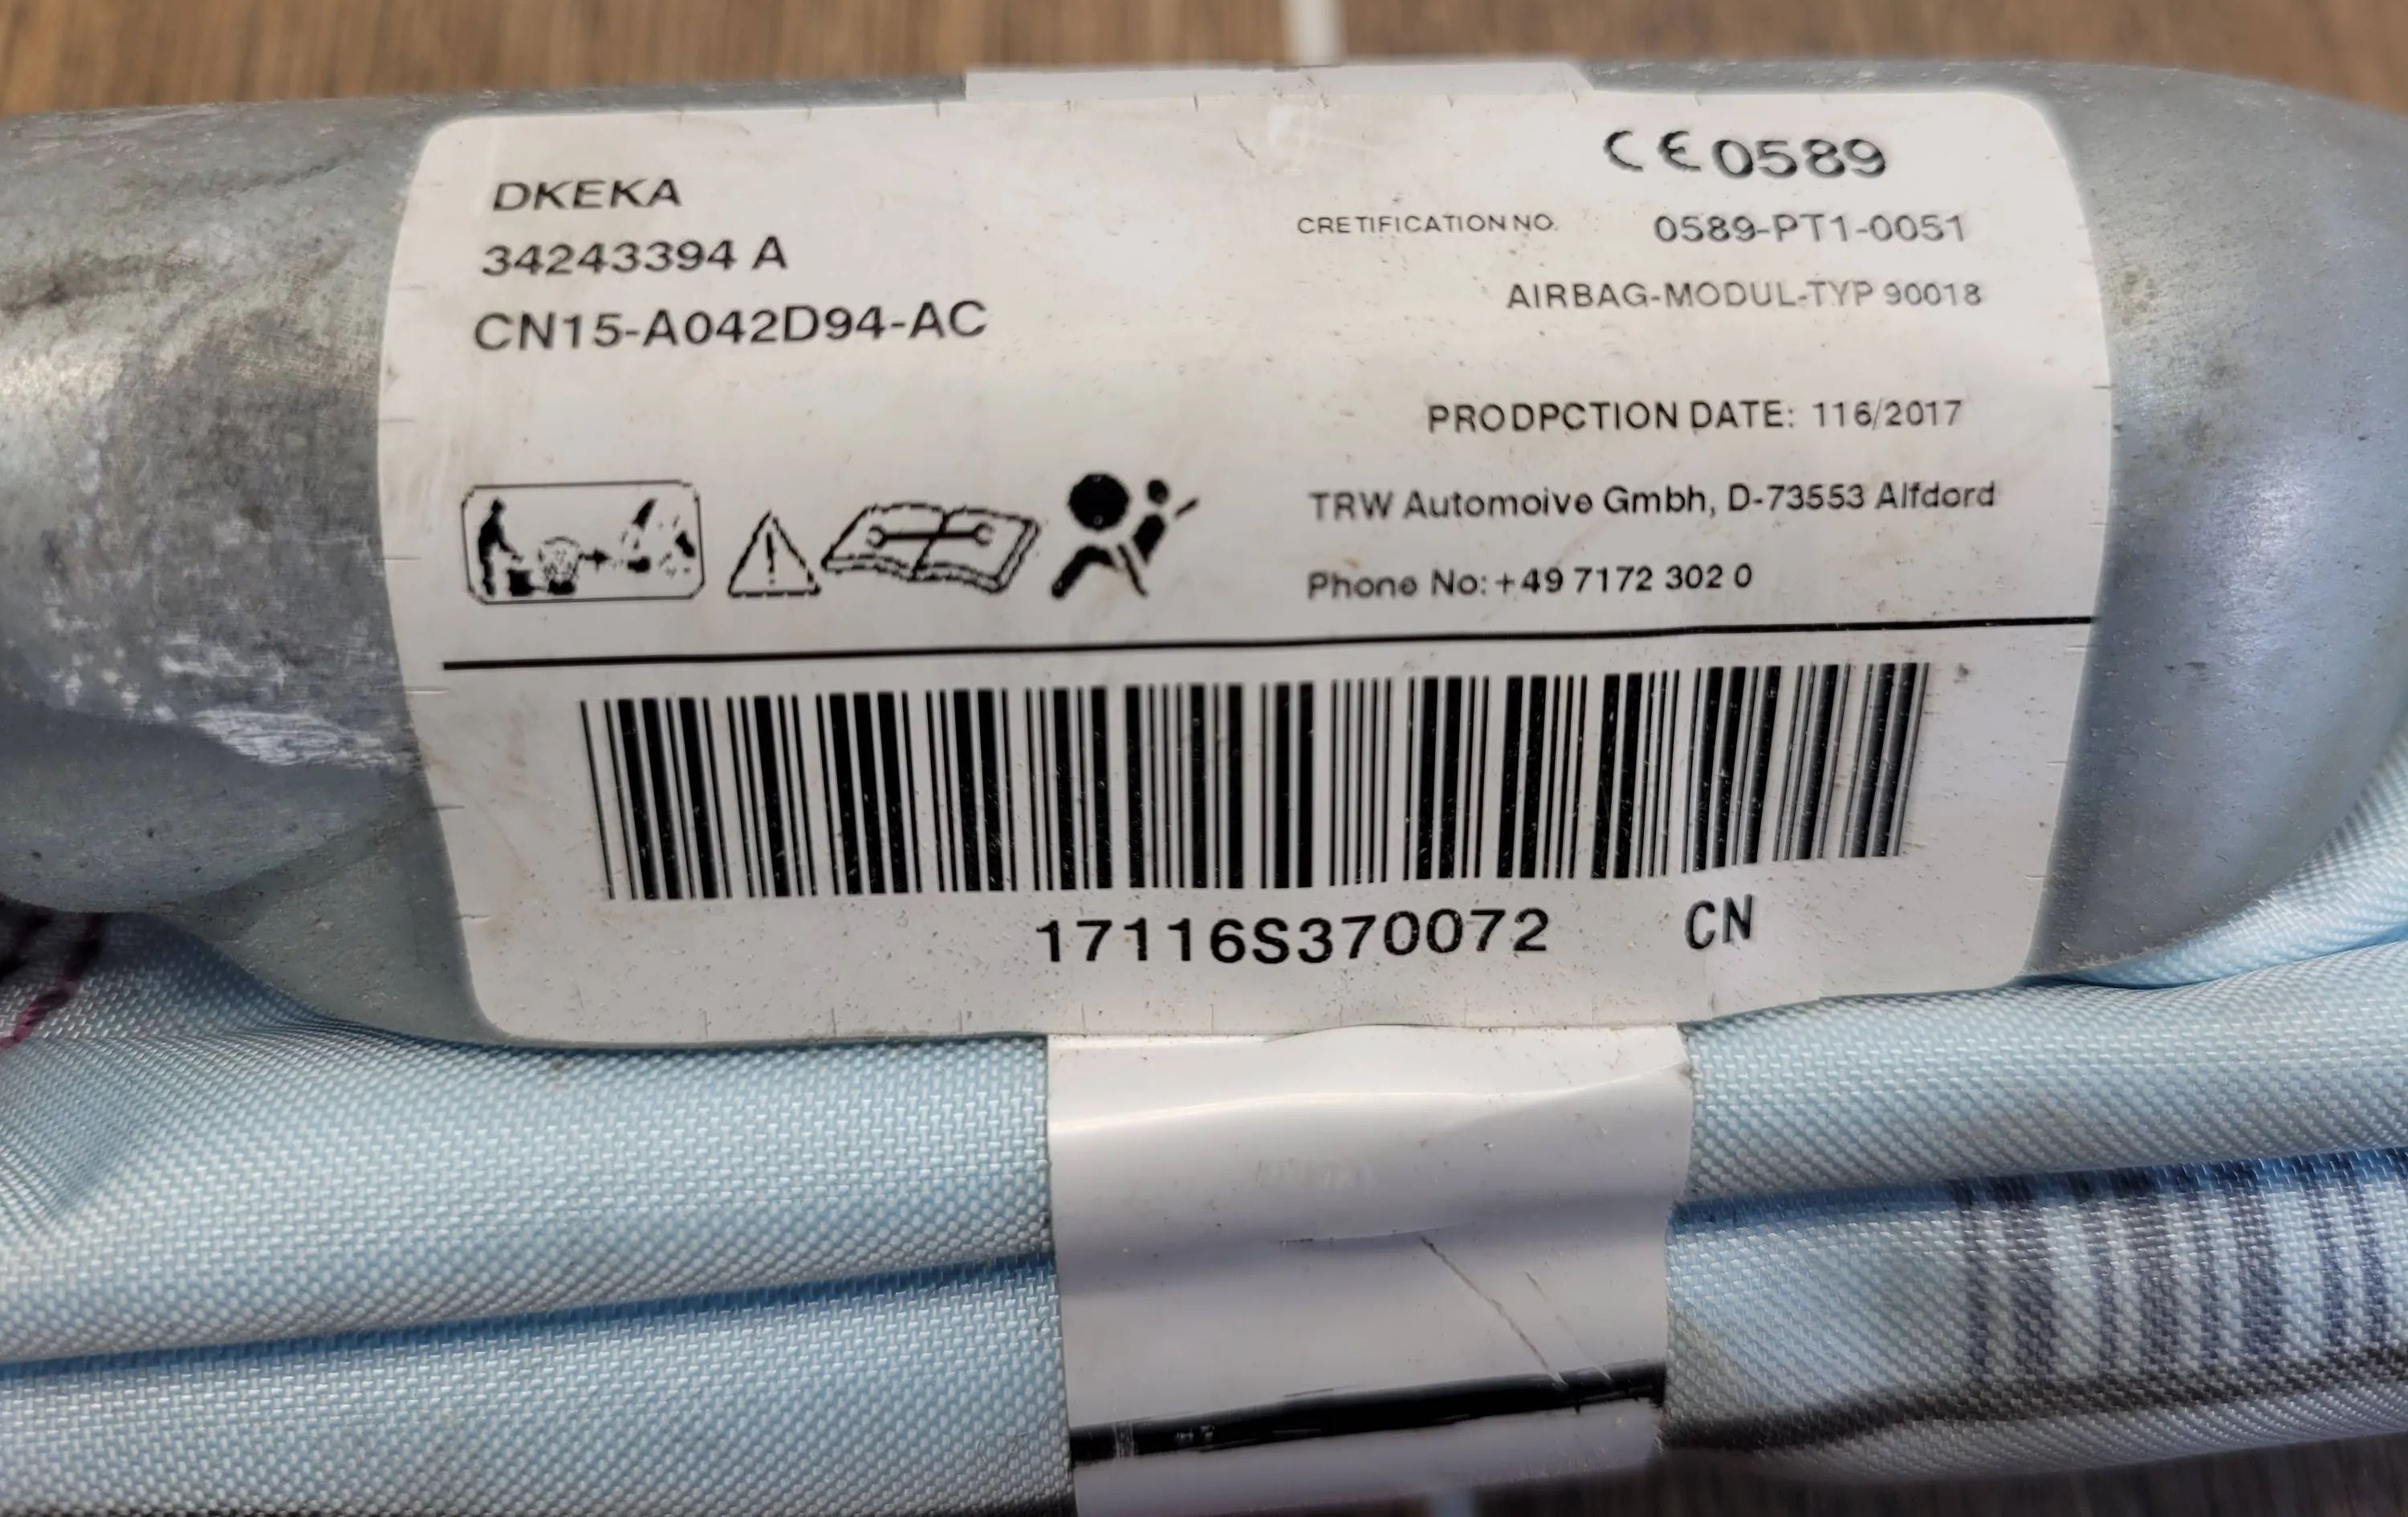 DKEKA
34243394 A
CN15-A042D94-AC
CE0589
CRETIFICATION NO. 0589-PT1-0051
AIRBAG-MODUL-TYP 90018
PRODPCTION DATE: 116/2017
TRW Automoive Gmbh, D-73553 Alfdord
Phone No: +49 7172 302 0
17116S370072 CN